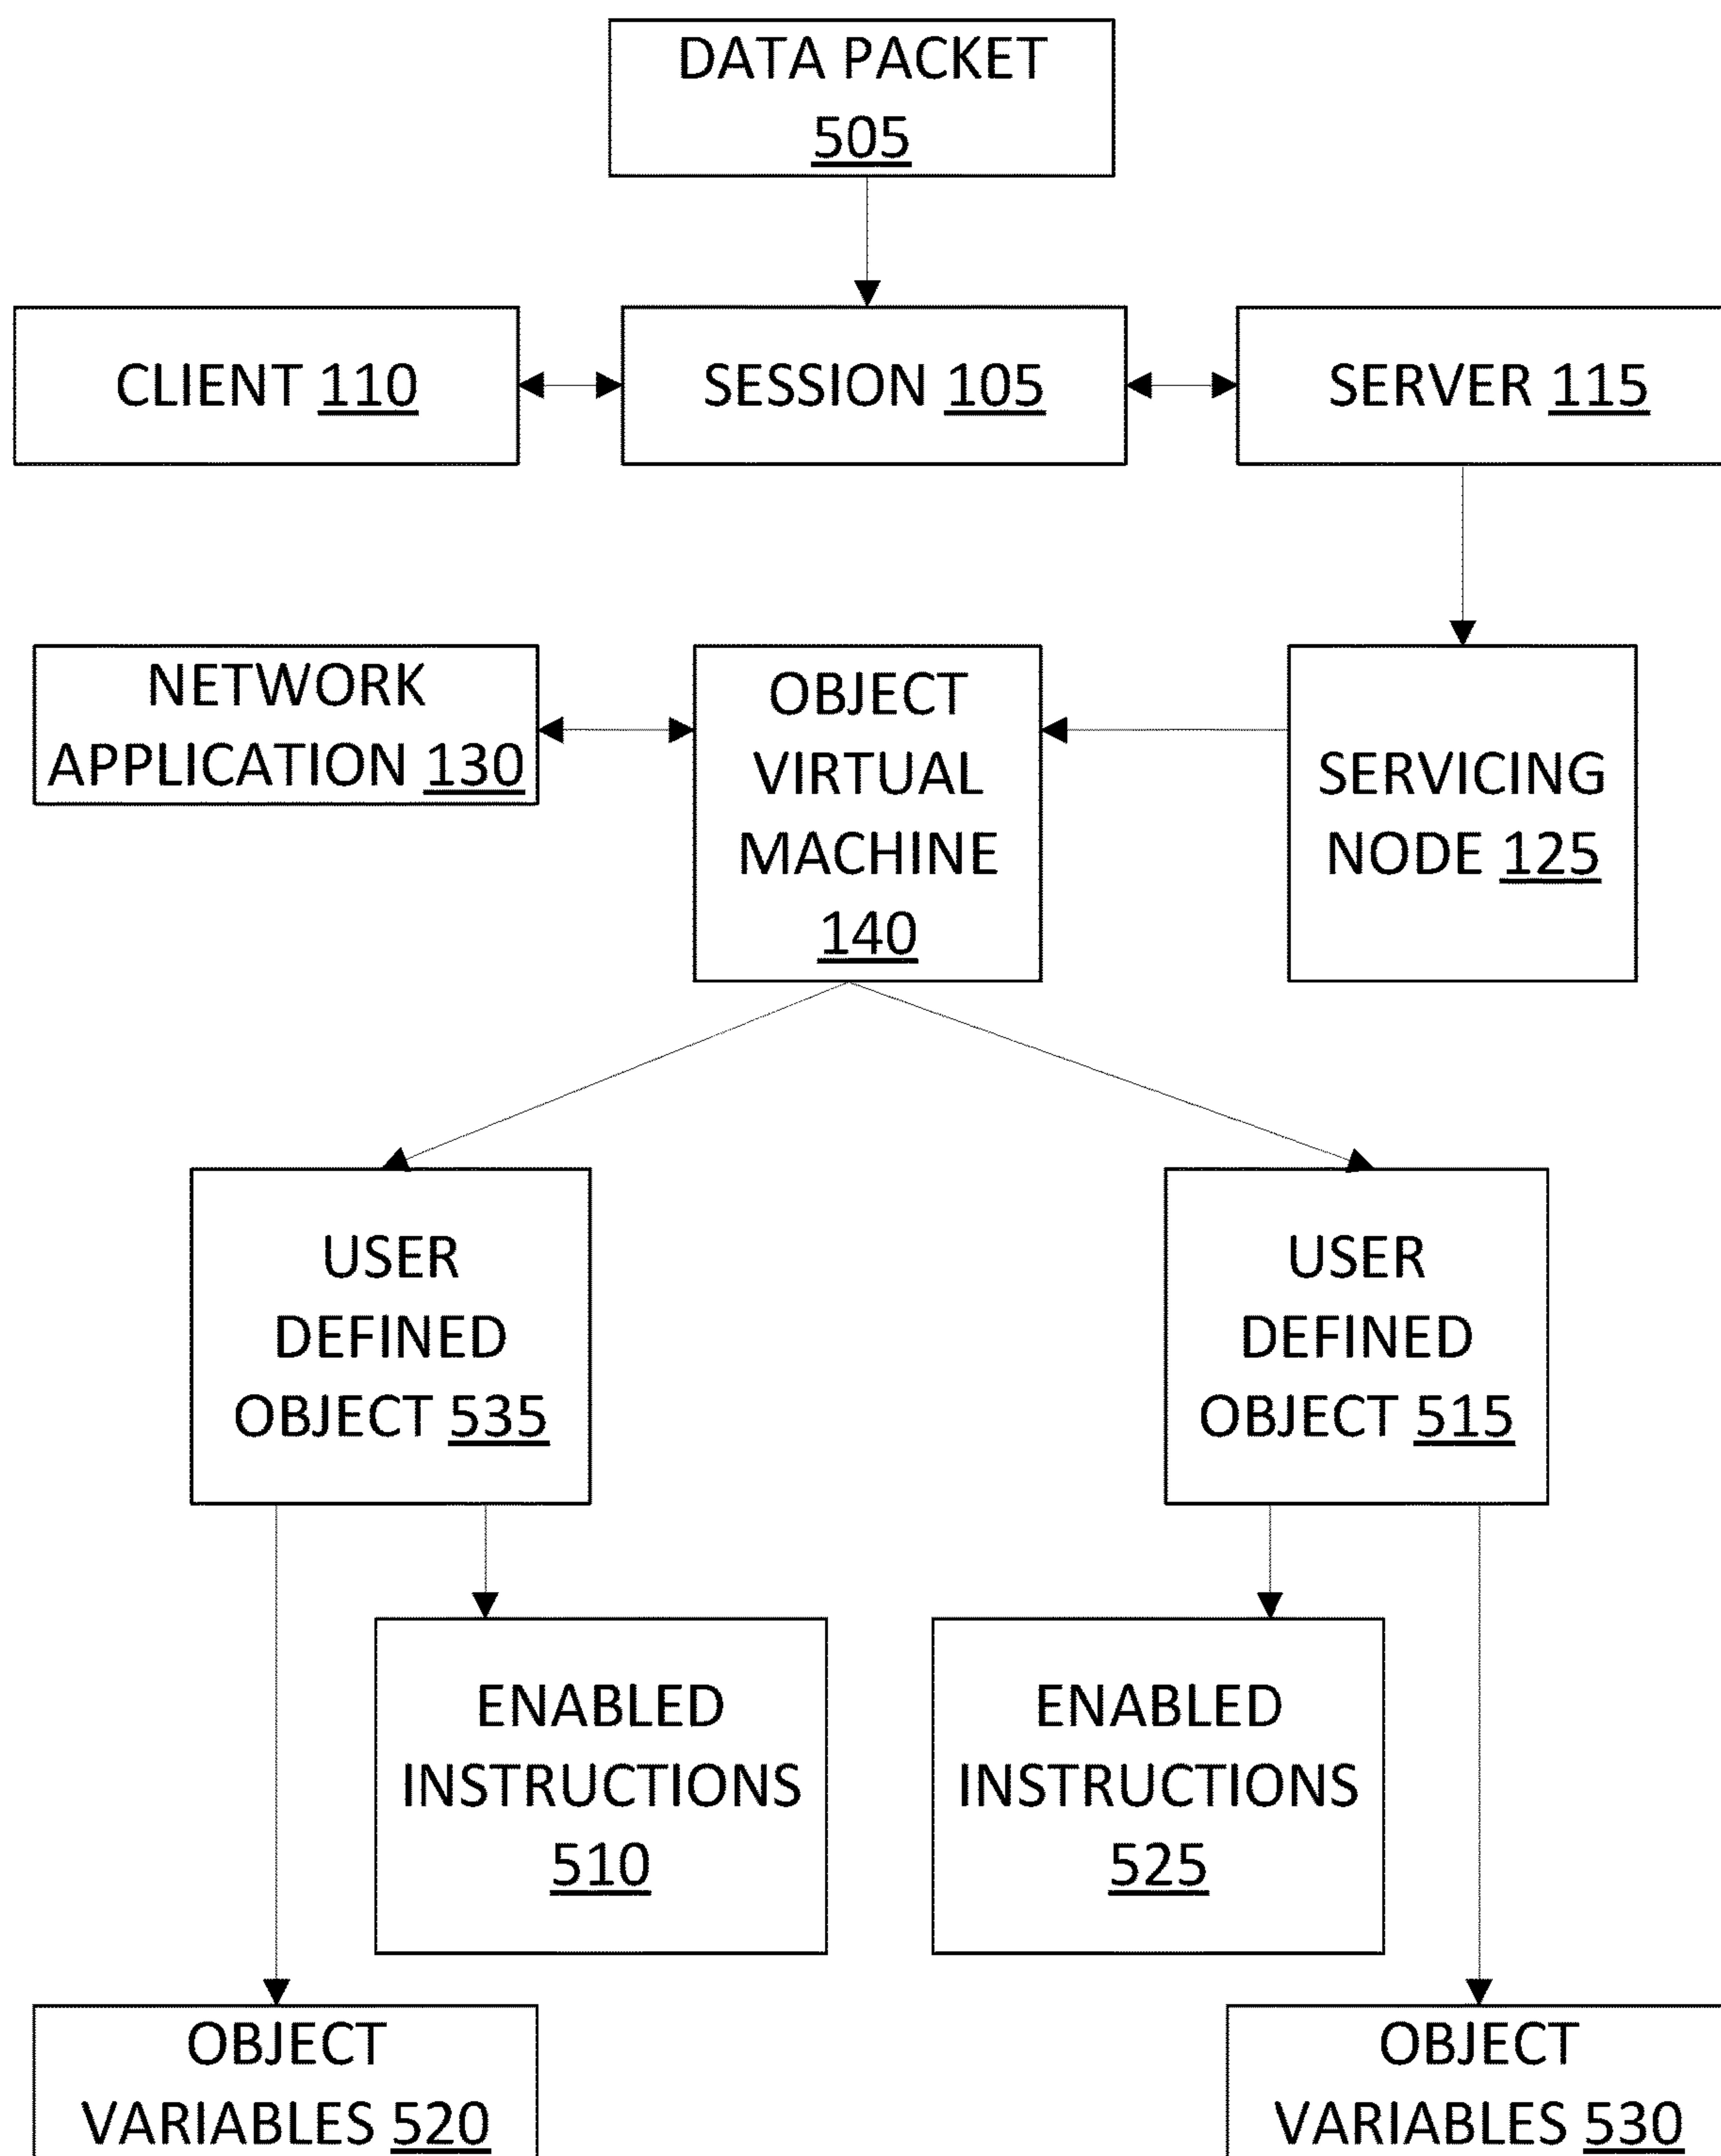 DATA PACKET
505
CLIENT 110
SESSION 105
SERVER 115
NETWORK
APPLICATION 130
OBJECT
VIRTUAL
MACHINE
140
SERVICING
NODE 125
USER
DEFINED
OBJECT 535
USER
DEFINED
OBJECT 515
ENABLED
INSTRUCTIONS
510
ENABLED
INSTRUCTIONS
525
OBJECT
VARIABLES 520
OBJECT
VARIABLES 530